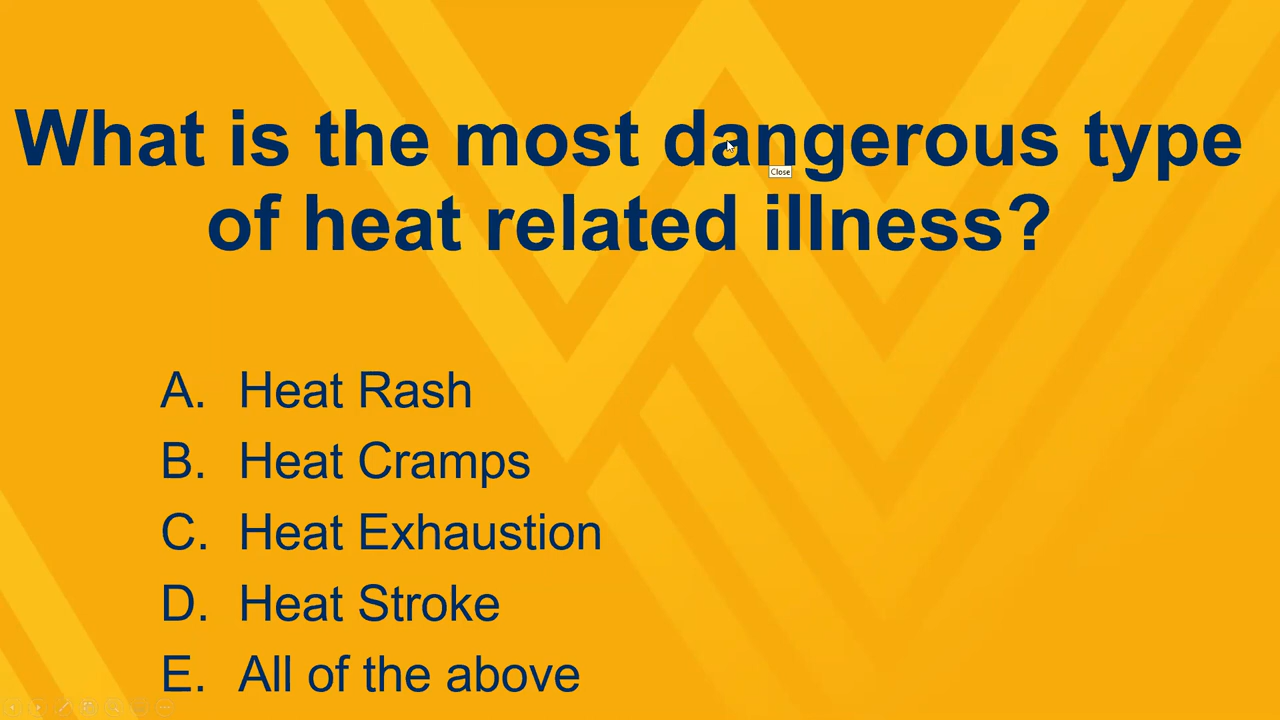 What is the most dangerous type
Close
of heat related illness?
A. Heat Rash
B. Heat Cramps
C. Heat Exhaustion
D. Heat Stroke
E. All of the above